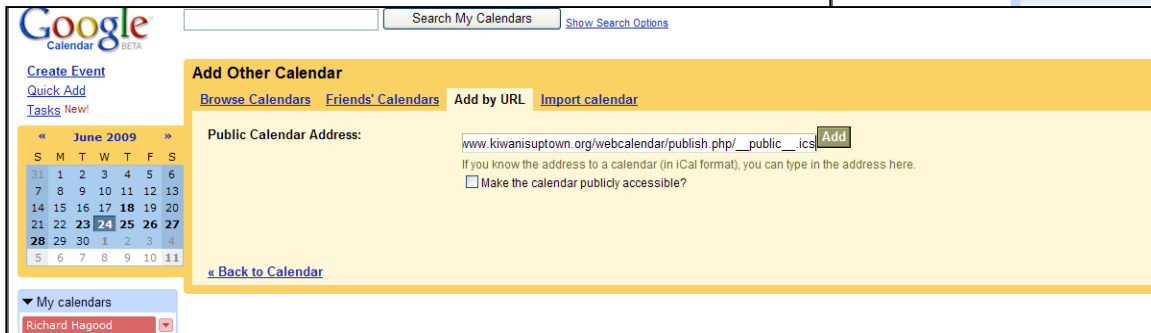 Google
Calendar BETA
Search My Calendars
Show Search Options
Create Event
Quick Add
Tasks New!
« June 2009 »
S M T W T F S
31 1 2 3 4 5 6
7 8 9 10 11 12 13
14 15 16 17 18 19 20
21 22 23 24 25 26 27
28 29 30 1 2 3 4
5 6 7 8 9 10 11
▼ My calendars
Richard Hagood
Add Other Calendar
Browse Calendars Friends' Calendars Add by URL Import calendar
Public Calendar Address:
www.kiwanisuptown.org/webcalendar/publish.php/__public__.ics Add
If you know the address to a calendar (in iCal format), you can type in the address here.
Make the calendar publicly accessible?
« Back to Calendar